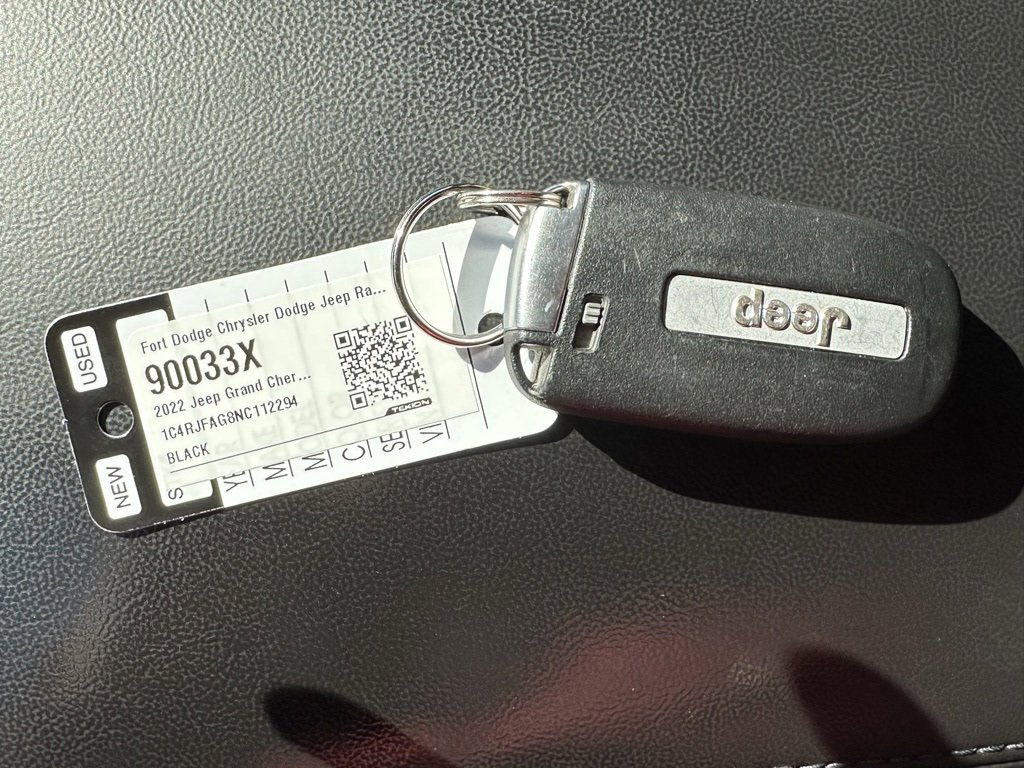 USED
NEW
Fort Dodge Chrysler Dodge Jeep Ra...
90033X
2022 Jeep Grand Cher...
1C4RJFAG8NC112294
BLACK
TEKION
Jeep